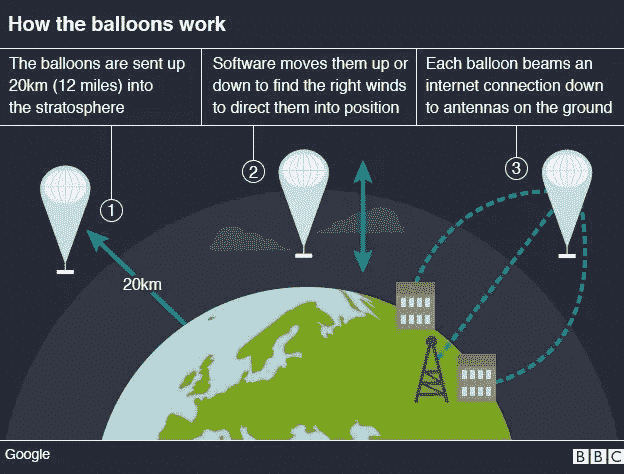 How the balloons work
The balloons are sent up
20km (12 miles) into
the stratosphere
Software moves them up or
down to find the right winds
to direct them into position
Each balloon beams an
internet connection down
to antennas on the ground
1
2
3
20km
Google
BBC